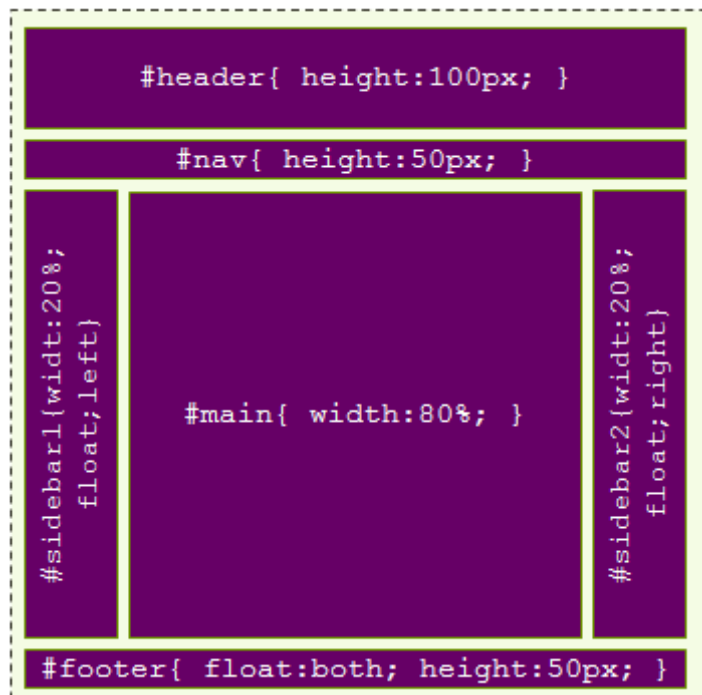 #header{ height:100px; }
#nav{ height:50px; }
#sidebar1{widt:20%;
float;left}
#main{ width:80%; }
#sidebar2{widt:20%;
float;right}
#footer{ float:both; height:50px; }